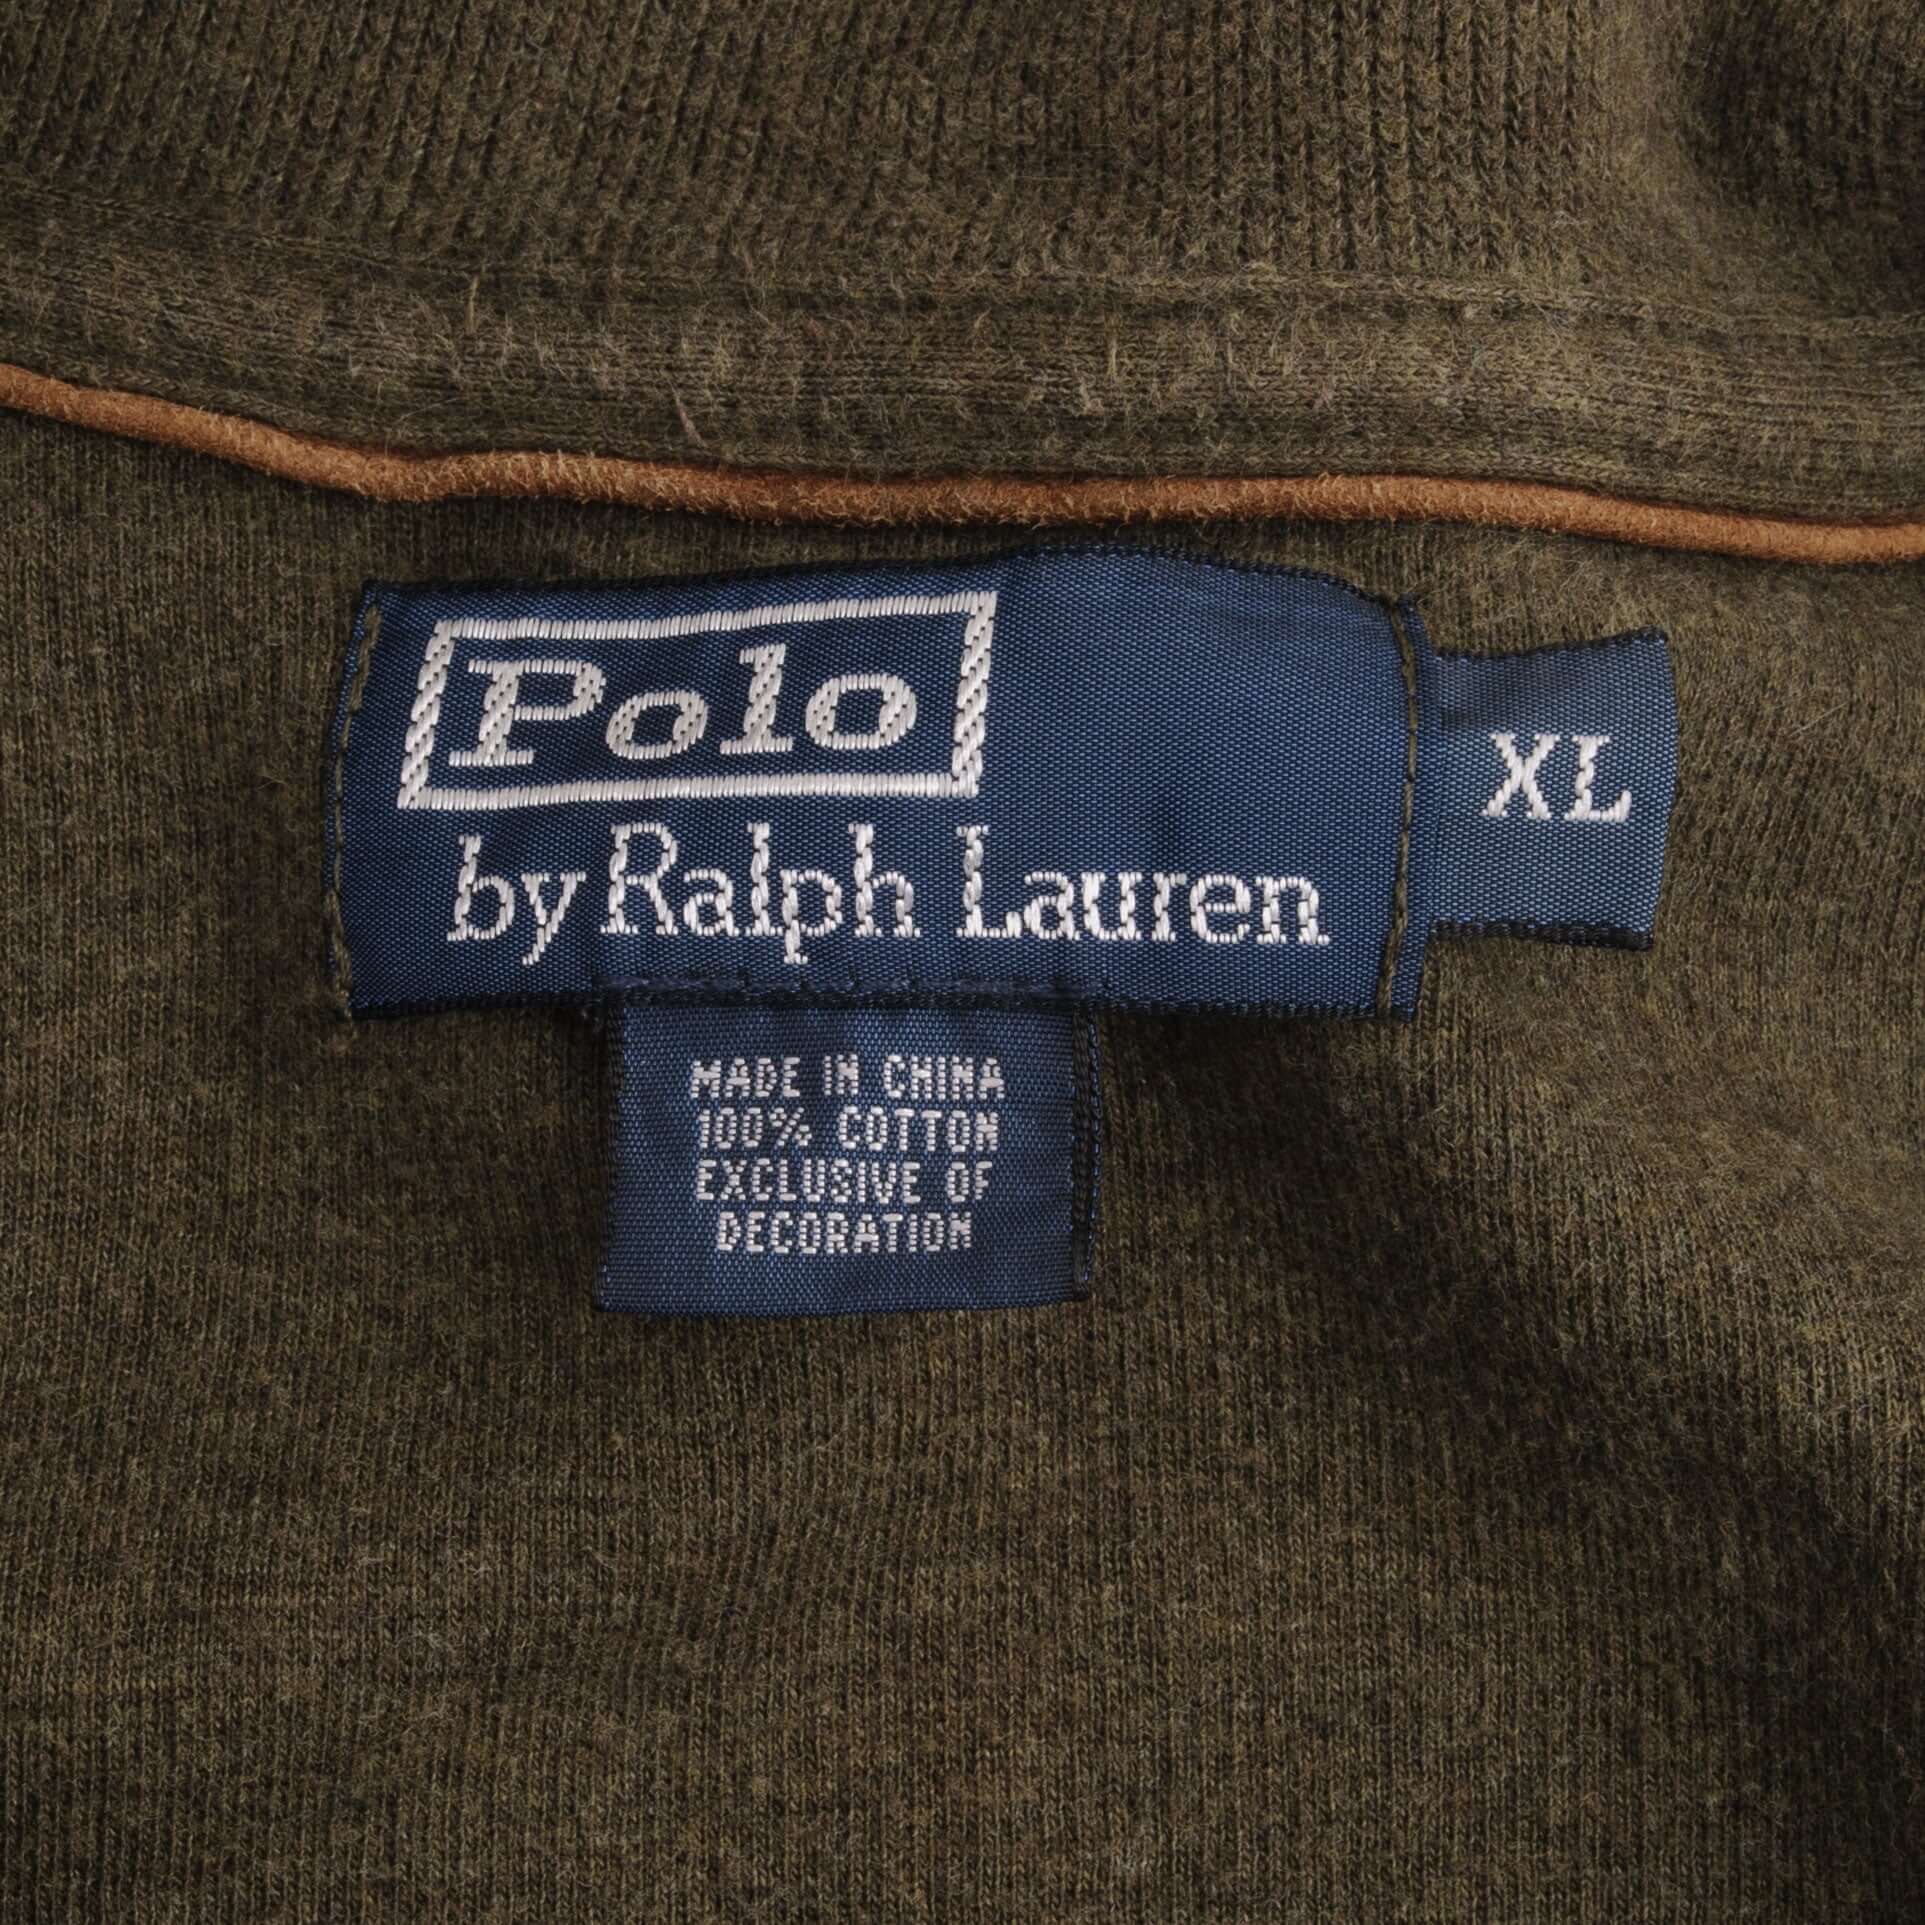 Polo
by Ralph Lauren
XL
MADE IN CHINA
100% COTTON
EXCLUSIVE OF
DECORATION